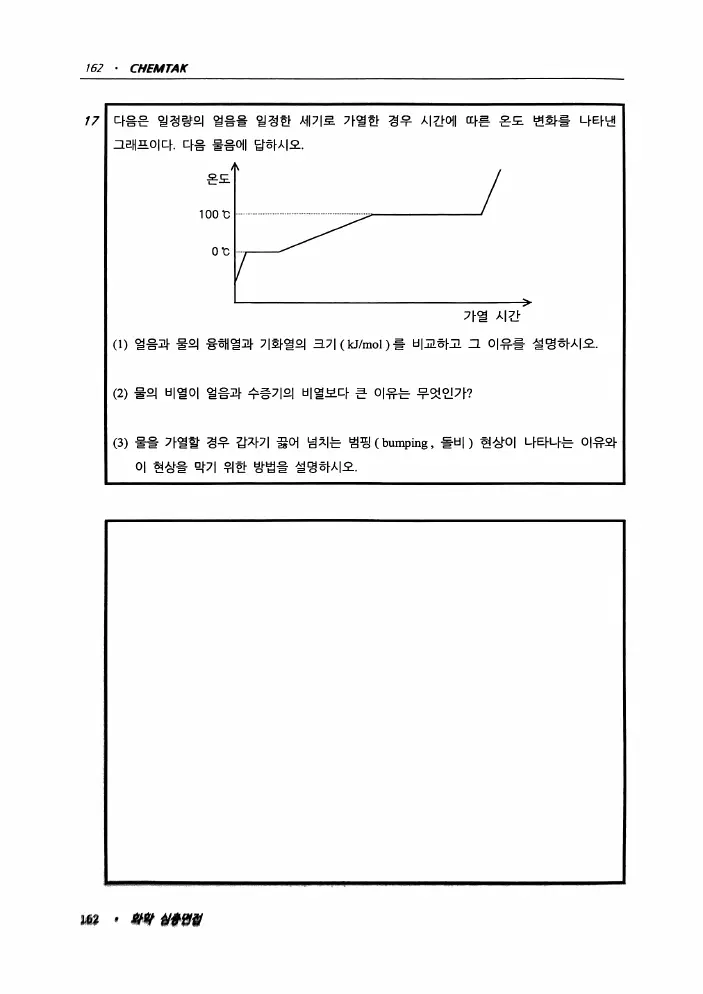 162 · CHEMTAK
17 다음은 일정량의 얼음을 일정한 세기로 가열한 경우 시간에 따른 온도 변화를 나타낸
그래프이다. 다음 물음에 답하시오.
온도
100 ℃
0 ℃
가열 시간
(1) 얼음과 물의 융해열과 기화열의 크기 ( kJ/mol ) 를 비교하고 그 이유를 설명하시오.
(2) 물의 비열이 얼음과 수증기의 비열보다 큰 이유는 무엇인가?
(3) 물을 가열할 경우 갑자기 끓어 넘치는 범핑 ( bumping , 돌비 ) 현상이 나타나는 이유와
이 현상을 막기 위한 방법을 설명하시오.
162 · 화학 심층면접